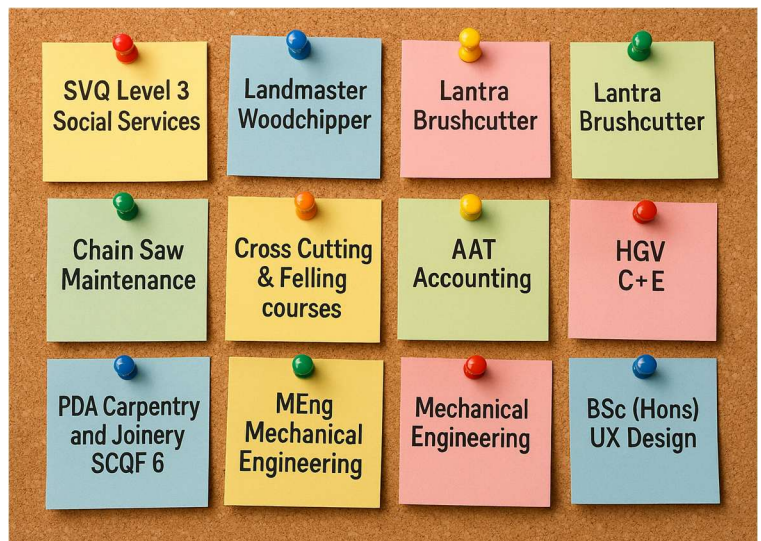 SVQ Level 3
Social Services
Landmaster
Woodchipper
Lantra
Brushcutter
Lantra
Brushcutter
Chain Saw
Maintenance
Cross Cutting
& Felling
courses
AAT
Accounting
HGV
C+E
PDA Carpentry
and Joinery
SCQF 6
MEng
Mechanical
Engineering
Mechanical
Engineering
BSc (Hons)
UX Design